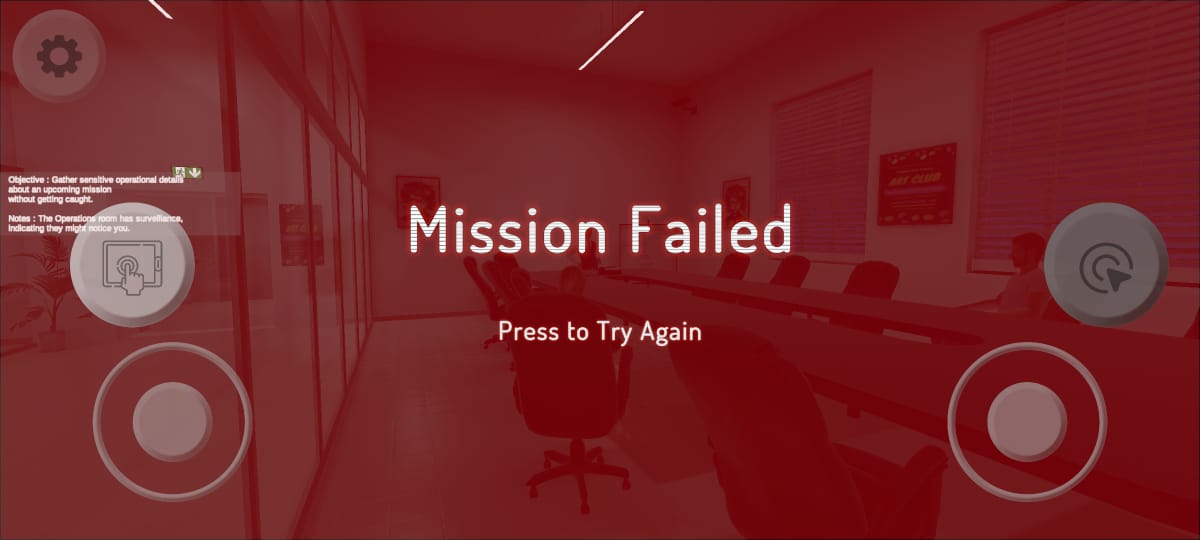 Objective : Gather sensitive operational details
about an upcoming mission
without getting caught.
Notes : The Operations room has surveillance,
indicating they might notice you.
ART CLUB
Mission Failed
Press to Try Again